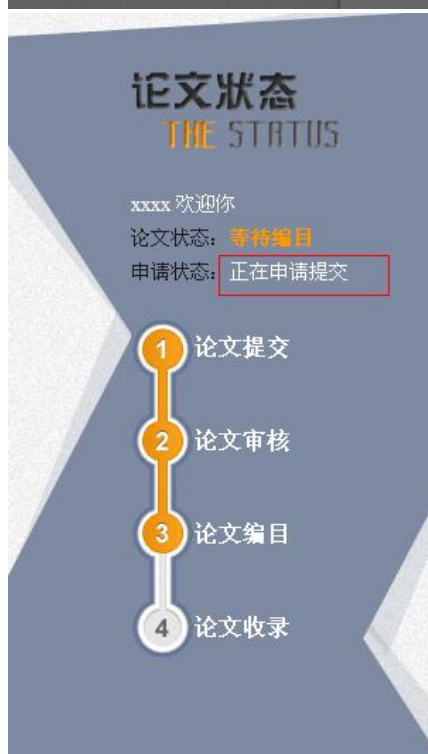 论文状态
THE STATUS
xxxx 欢迎你
论文状态：等待编目
申请状态：正在申请提交
1 论文提交
2 论文审核
3 论文编目
4 论文收录